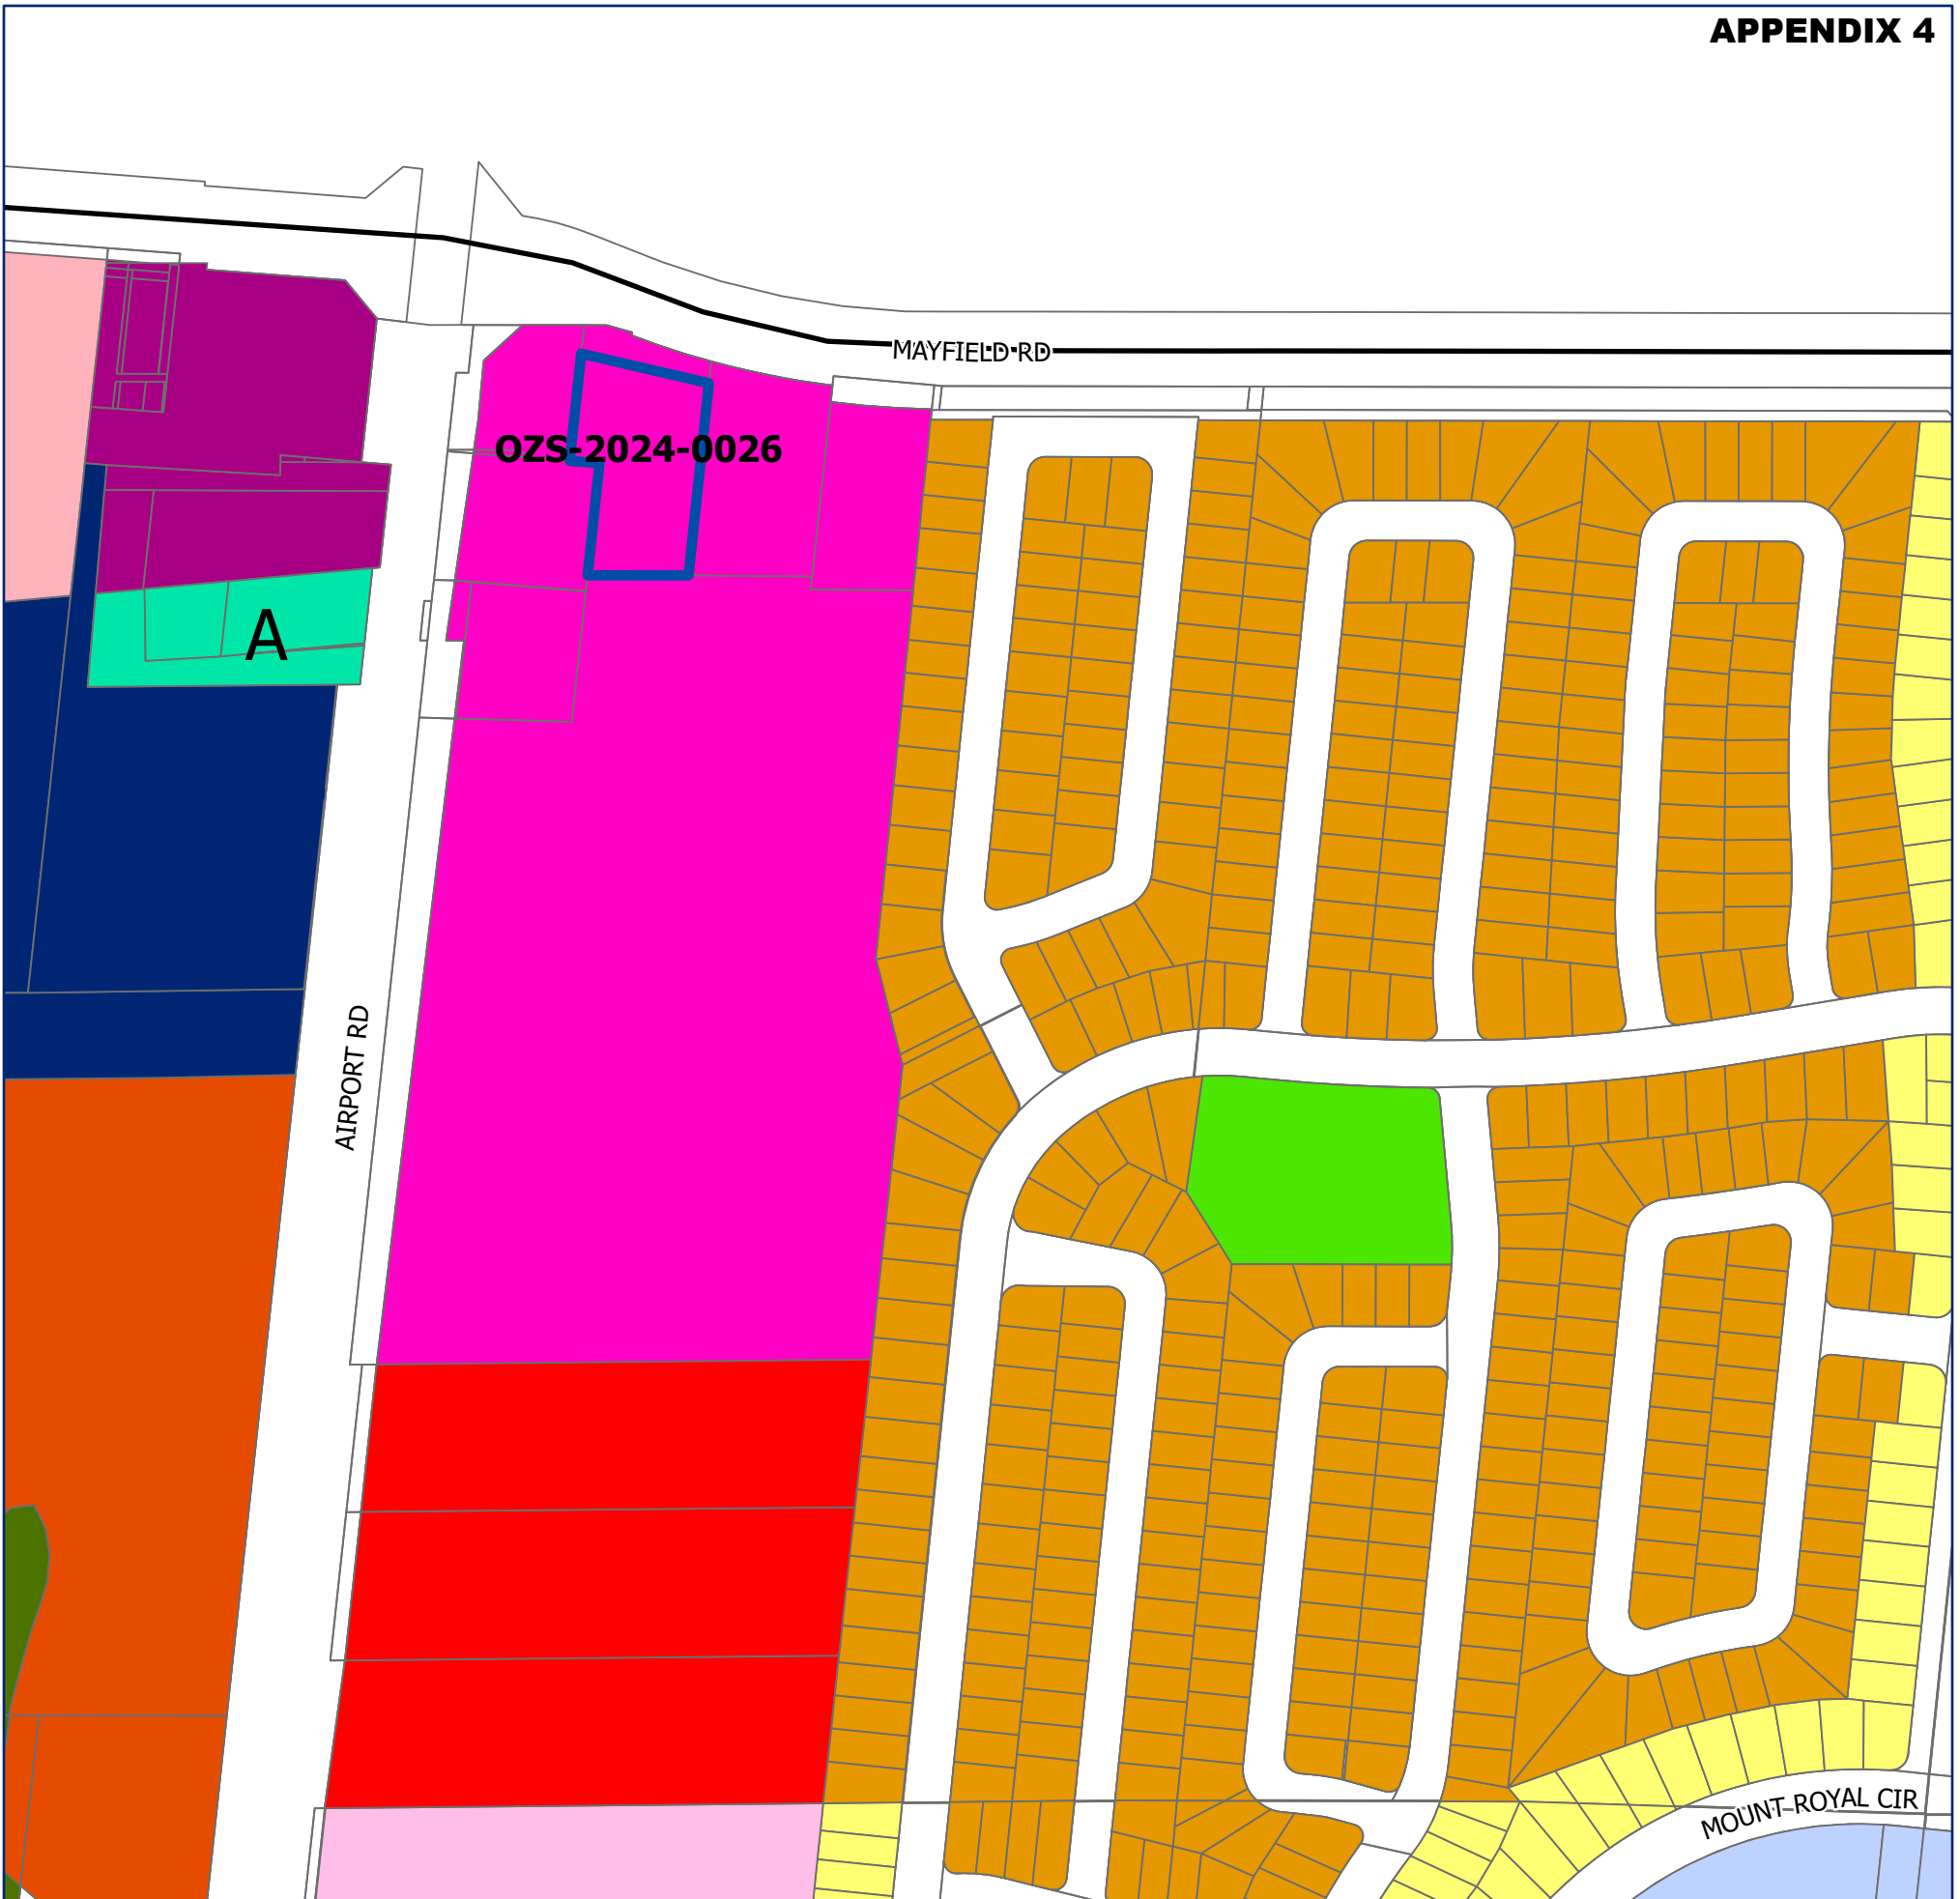 APPENDIX 4
MAYFIELD RD
OZS-2024-0026
A
AIRPORT RD
MOUNT ROYAL CIR